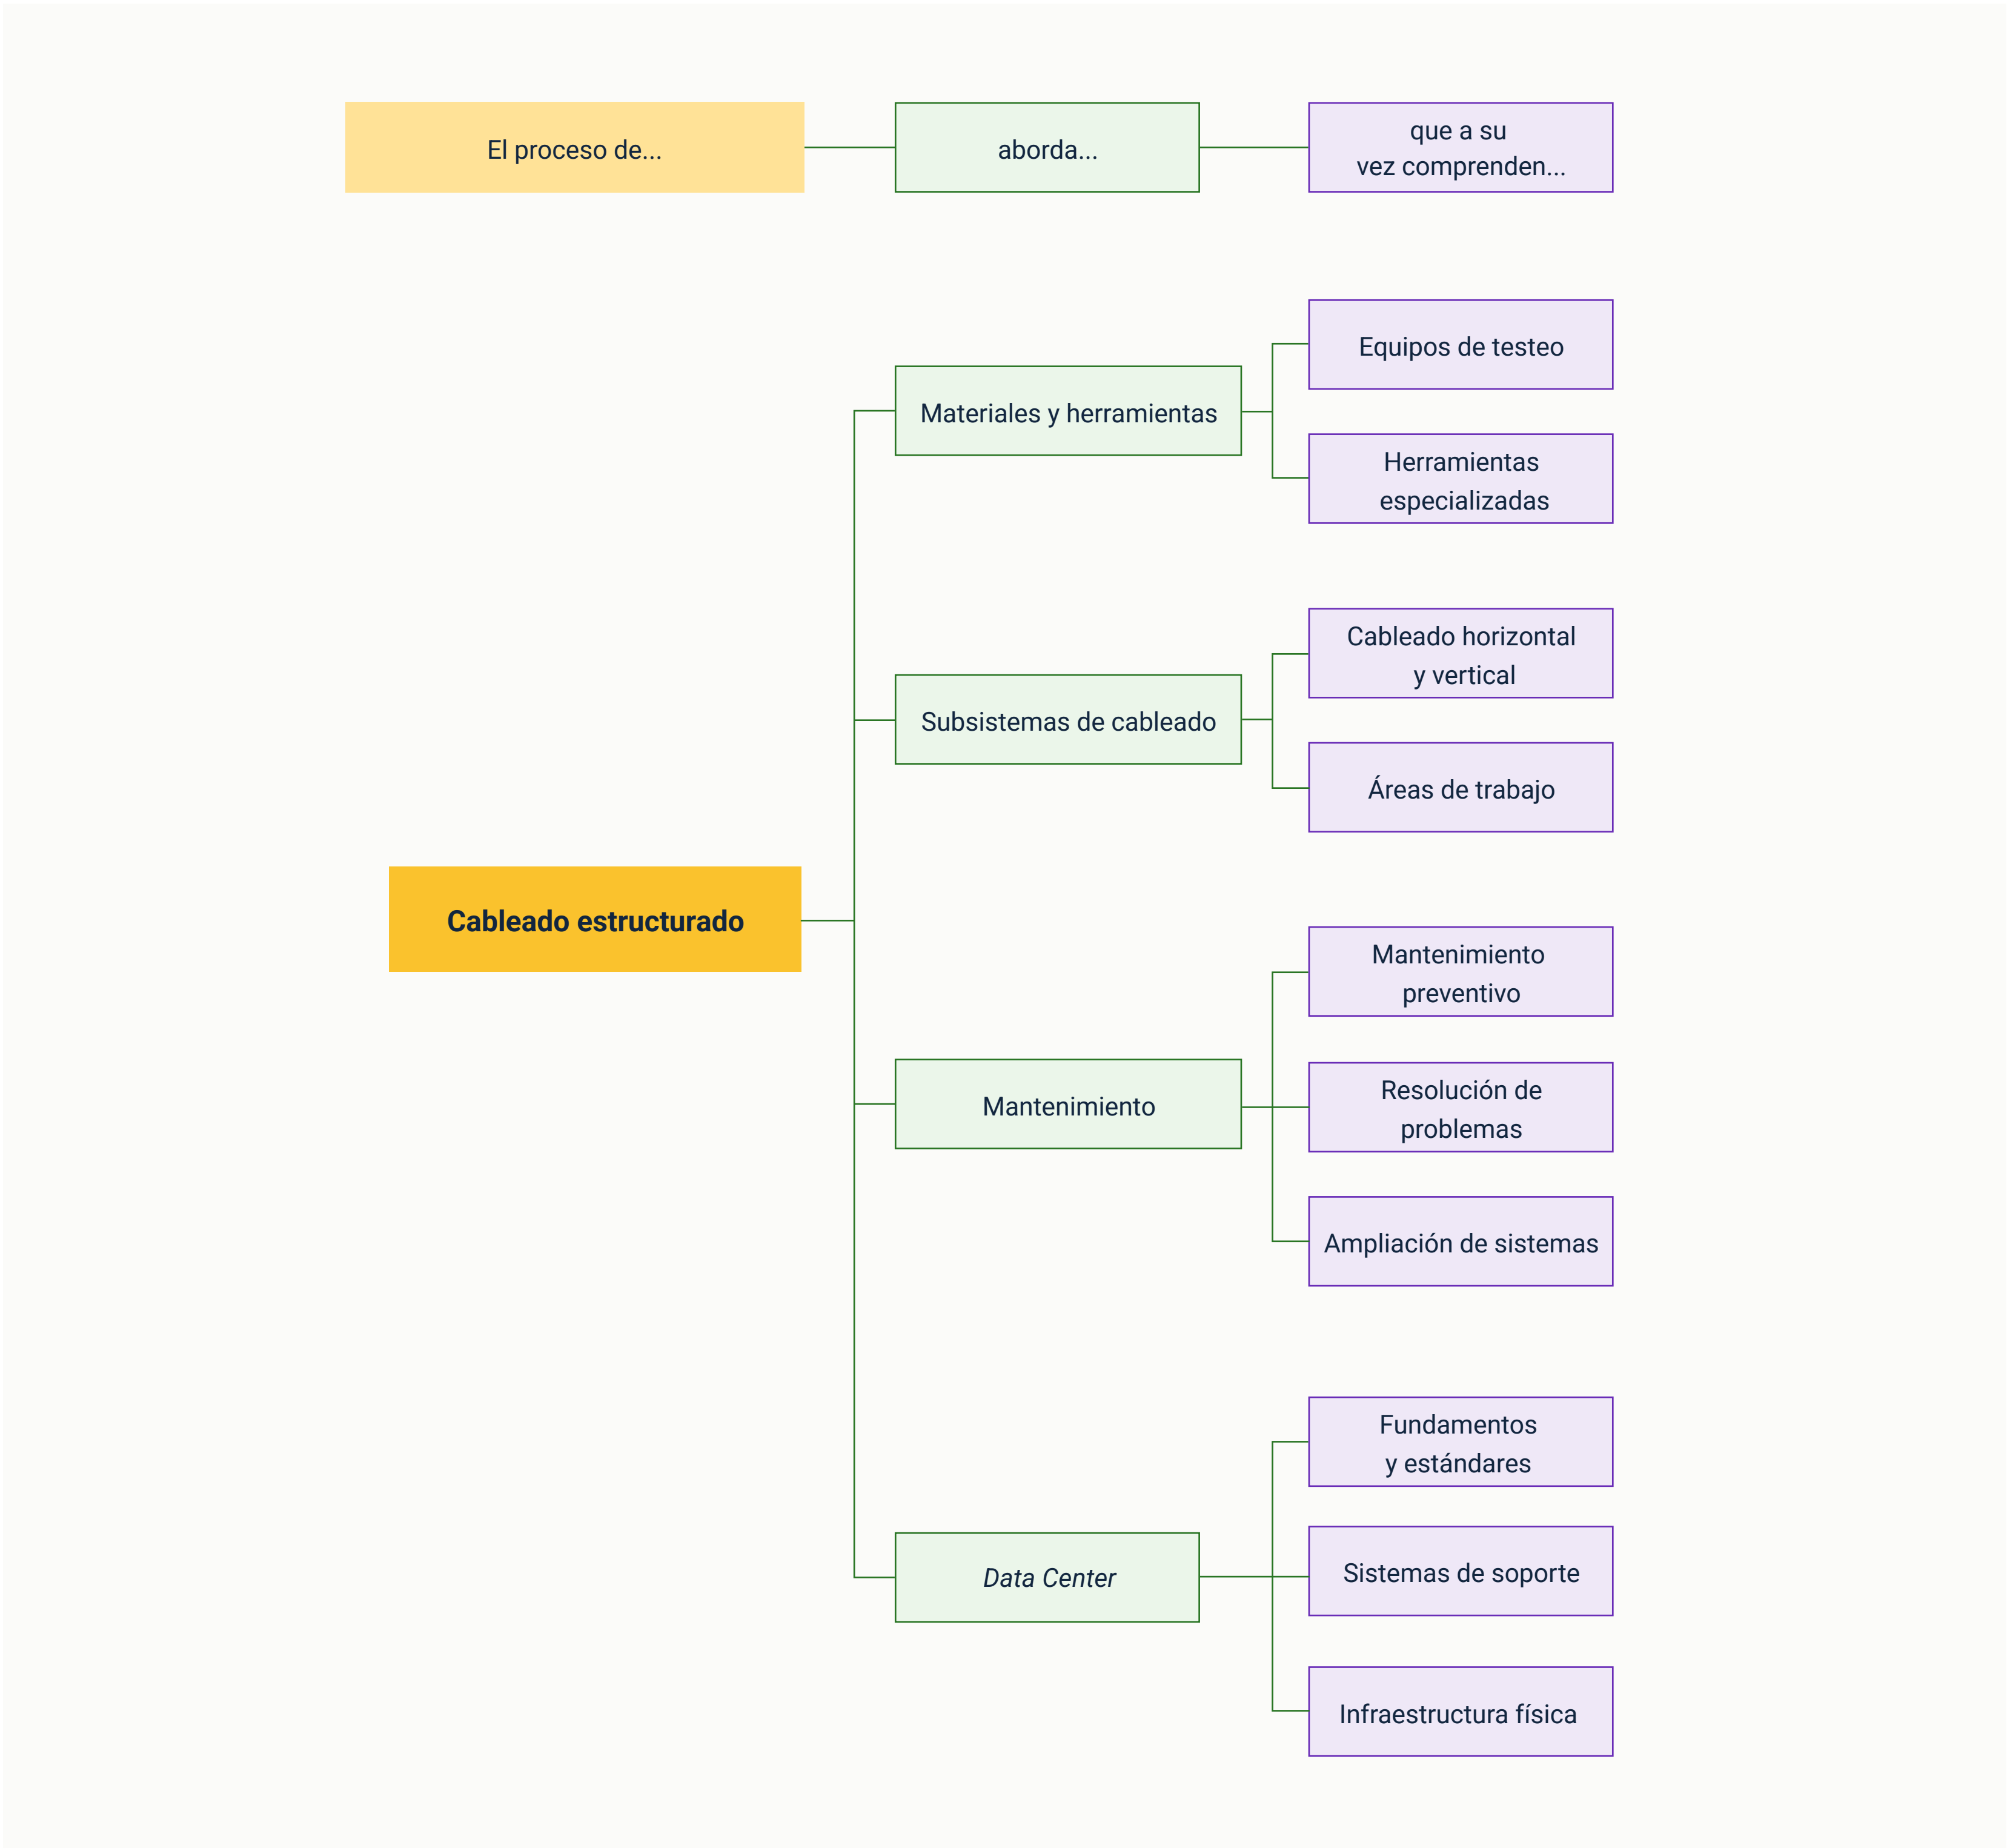 El proceso de...
aborda...
que a su
vez comprenden...
Cableado estructurado
Materiales y herramientas
Equipos de testeo
Herramientas
especializadas
Subsistemas de cableado
Cableado horizontal
y vertical
Áreas de trabajo
Mantenimiento
Mantenimiento
preventivo
Resolución de
problemas
Ampliación de sistemas
Data Center
Fundamentos
y estándares
Sistemas de soporte
Infraestructura física